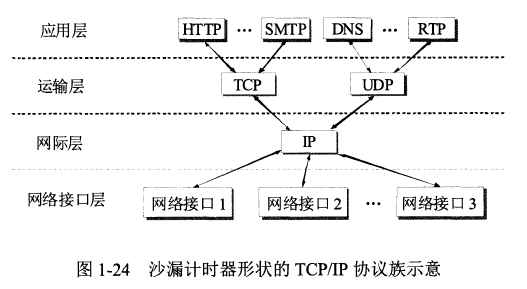 应用层 HTTP … SMTP DNS … RTP
运输层 TCP UDP
网际层 IP
网络接口层 网络接口 1 网络接口 2 … 网络接口 3
图 1-24 沙漏计时器形状的 TCP/IP 协议族示意